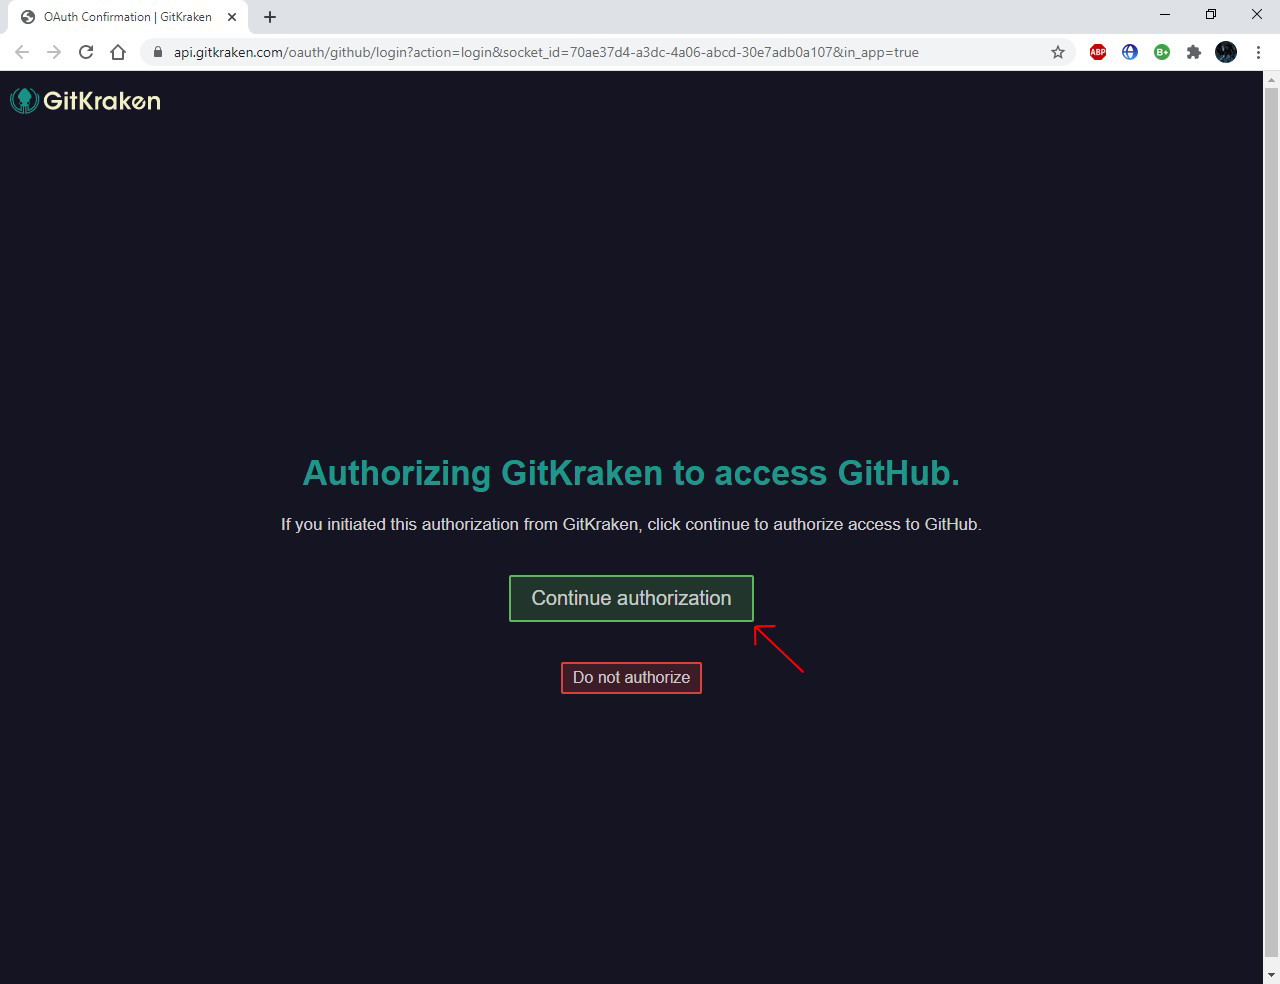 OAuth Confirmation | GitKraken
api.gitkraken.com/oauth/github/login?action=login&socket_id=70ae37d4-a3dc-4a06-abcd-30e7adb0a107&in_app=true
ABP
B+
GitKraken
Authorizing GitKraken to access GitHub.
If you initiated this authorization from GitKraken, click continue to authorize access to GitHub.
Continue authorization
Do not authorize